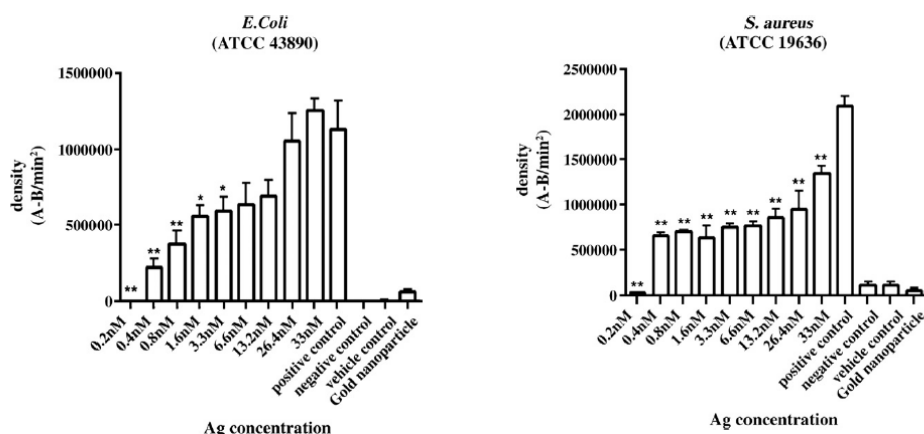 E.Coli
(ATCC 43890)
density
(A-B/min²)
1500000
1000000
500000
0
**
**
**
*
*
0.2nM
0.4nM
0.8nM
1.6nM
3.3nM
6.6nM
13.2nM
26.4nM
33nM
positive control
negative control
vehicle control
Gold nanoparticle
Ag concentration
S. aureus
(ATCC 19636)
density
(A-B/min²)
2500000
2000000
1500000
1000000
500000
0
**
**
**
**
**
**
**
**
**
0.2nM
0.4nM
0.8nM
1.6nM
3.3nM
6.6nM
13.2nM
26.4nM
33nM
positive control
negative control
vehicle control
Gold nanoparticle
Ag concentration